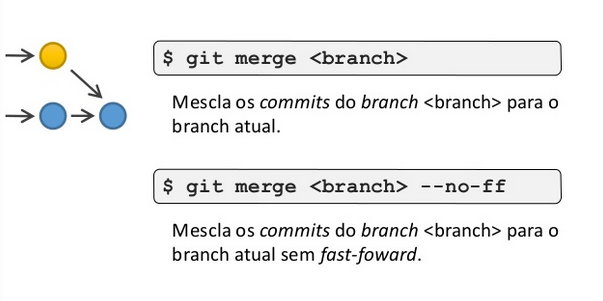 $ git merge <branch>
Mescla os commits do branch <branch> para o
branch atual.
$ git merge <branch> --no-ff
Mescla os commits do branch <branch> para o
branch atual sem fast-foward.